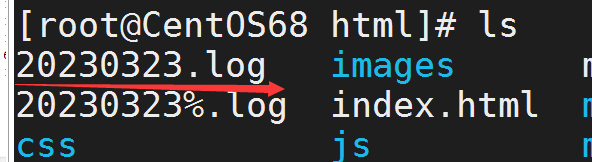 [root@CentOS68 html]# ls
20230323.log images
20230323%.log index.html
css js